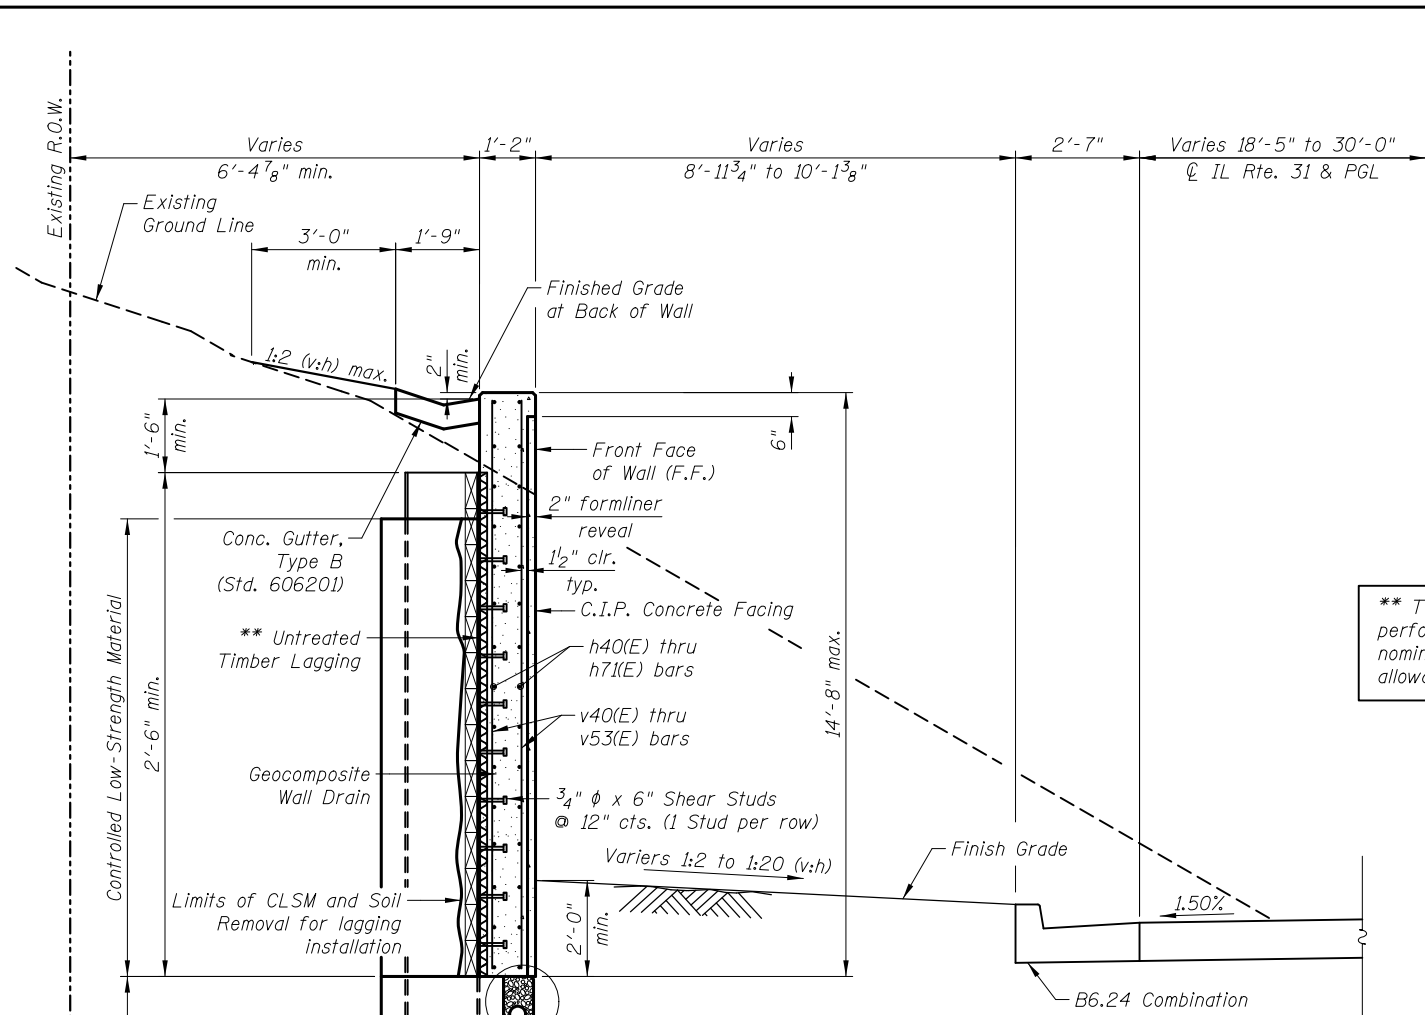 Existing R.O.W.
Varies
6'-4⅞" min.
1'-2"
Varies
8'-11¾" to 10'-1⅜"
2'-7"
Varies 18'-5" to 30'-0"
℄ IL Rte. 31 & PGL
Existing
Ground Line
3'-0"
min.
1'-9"
Finished Grade
at Back of Wall
1:2 (v:h) max.
2"
min.
1'-6"
min.
6"
Front Face
of Wall (F.F.)
2" formliner
reveal
1½" clr.
typ.
Conc. Gutter,
Type B
(Std. 606201)
C.I.P. Concrete Facing
** Untreated
Timber Lagging
h40(E) thru
h71(E) bars
v40(E) thru
v53(E) bars
14'-8" max.
Controlled Low-Strength Material
2'-6" min.
Geocomposite
Wall Drain
¾" ϕ x 6" Shear Studs
@ 12" cts. (1 Stud per row)
Variers 1:2 to 1:20 (v:h)
Finish Grade
Limits of CLSM and Soil
Removal for lagging
installation
2'-0"
min.
1.50%
B6.24 Combination
** T
perfo
nomin
allowa